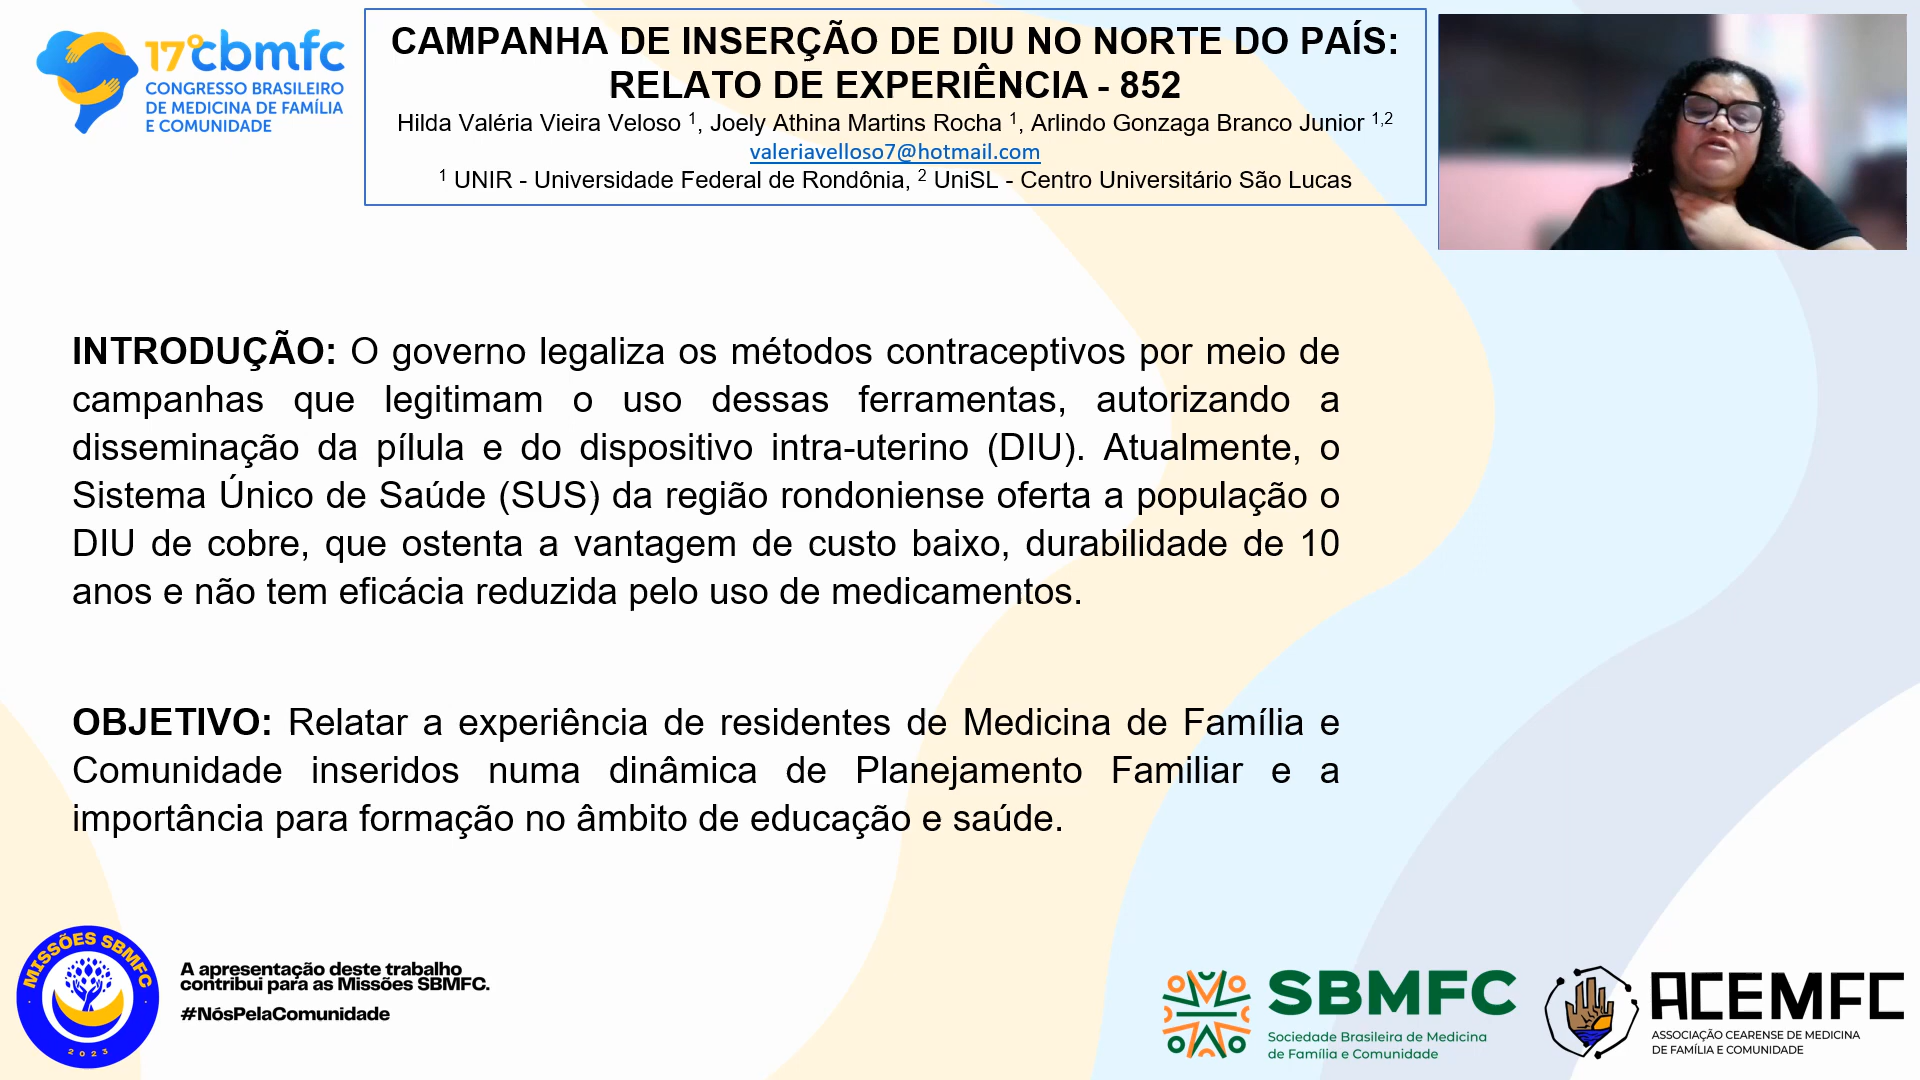 17º cbmfc
CONGRESSO BRASILEIRO
DE MEDICINA DE FAMÍLIA
E COMUNIDADE
CAMPANHA DE INSERÇÃO DE DIU NO NORTE DO PAÍS:
RELATO DE EXPERIÊNCIA - 852
Hilda Valéria Vieira Veloso ¹, Joely Athina Martins Rocha ¹, Arlindo Gonzaga Branco Junior ¹,²
valeriavelloso7@hotmail.com
¹ UNIR - Universidade Federal de Rondônia, ² UniSL - Centro Universitário São Lucas
INTRODUÇÃO: O governo legaliza os métodos contraceptivos por meio de
campanhas que legitimam o uso dessas ferramentas, autorizando a
disseminação da pílula e do dispositivo intra-uterino (DIU). Atualmente, o
Sistema Único de Saúde (SUS) da região rondoniense oferta a população o
DIU de cobre, que ostenta a vantagem de custo baixo, durabilidade de 10
anos e não tem eficácia reduzida pelo uso de medicamentos.
OBJETIVO: Relatar a experiência de residentes de Medicina de Família e
Comunidade inseridos numa dinâmica de Planejamento Familiar e a
importância para formação no âmbito de educação e saúde.
MISSÕES SBMFC
2023
A apresentação deste trabalho
contribui para as Missões SBMFC.
#NósPelaComunidade
SBMFC
Sociedade Brasileira de Medicina
de Família e Comunidade
ACEMFC
ASSOCIAÇÃO CEARENSE DE MEDICINA
DE FAMÍLIA E COMUNIDADE